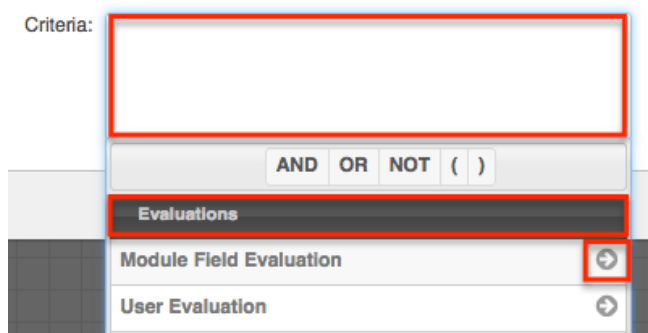 Criteria:
AND OR NOT ( )
Evaluations
Module Field Evaluation
User Evaluation